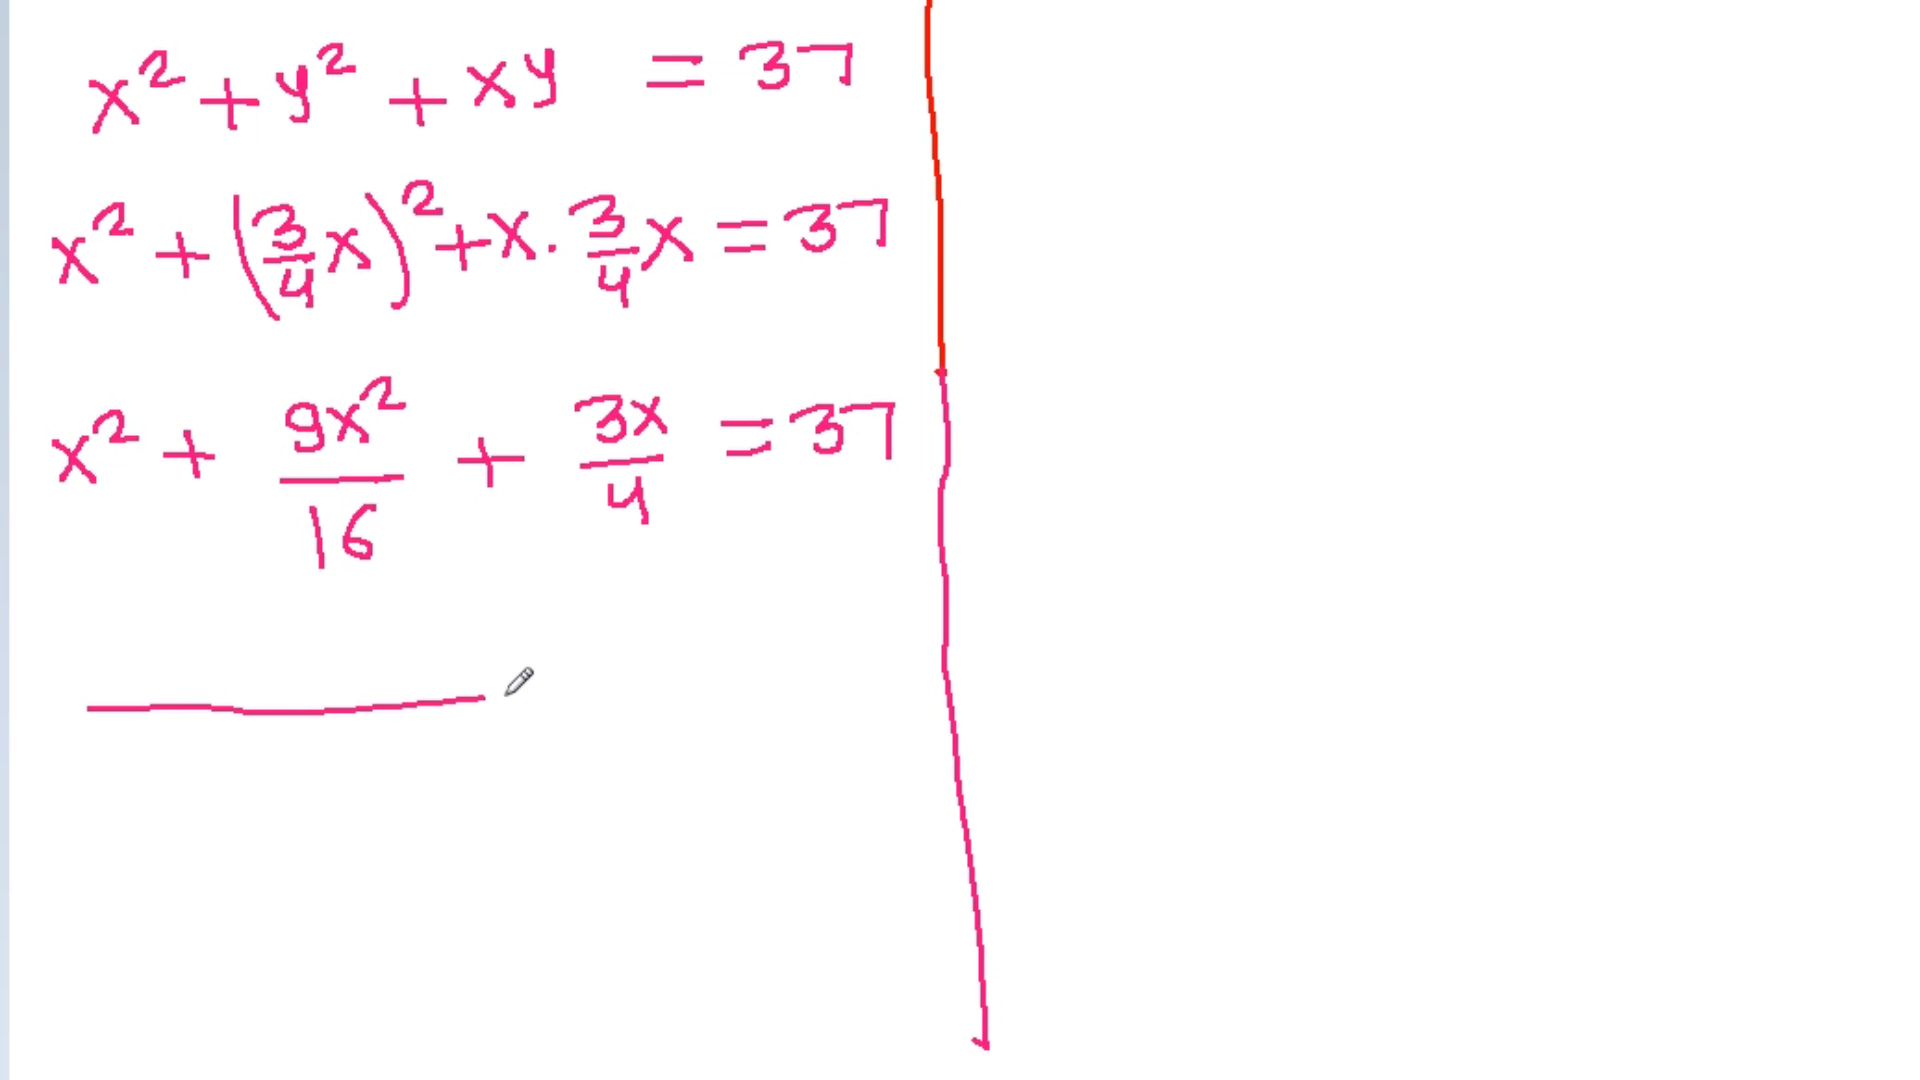 x² + y² + xy = 37
x² + (3/4 x)² + x · 3/4 x = 37
x² + 9x²/16 + 3x/4 = 37